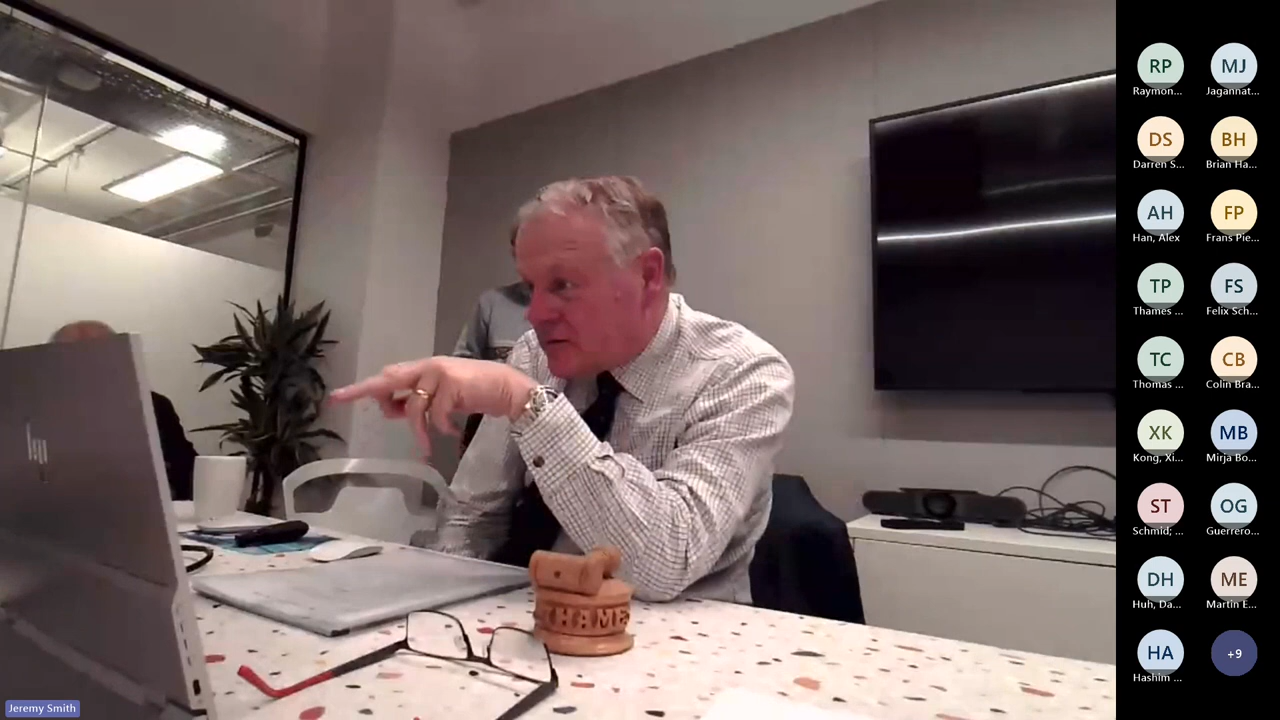 RP
MJ
Raymon...
Jagannat...
DS
BH
Darren S...
Brian Ha...
AH
FP
Han, Alex
Frans Pie...
TP
FS
Thames ...
Felix Sch...
TC
CB
Thomas ...
Colin Bra...
XK
MB
Kong, Xi...
Mirja Bo...
ST
OG
Schmid; ...
Guerrero...
DH
ME
Huh, Da...
Martin E...
HA
+9
Hashim ...
hp
THAMES
Jeremy Smith